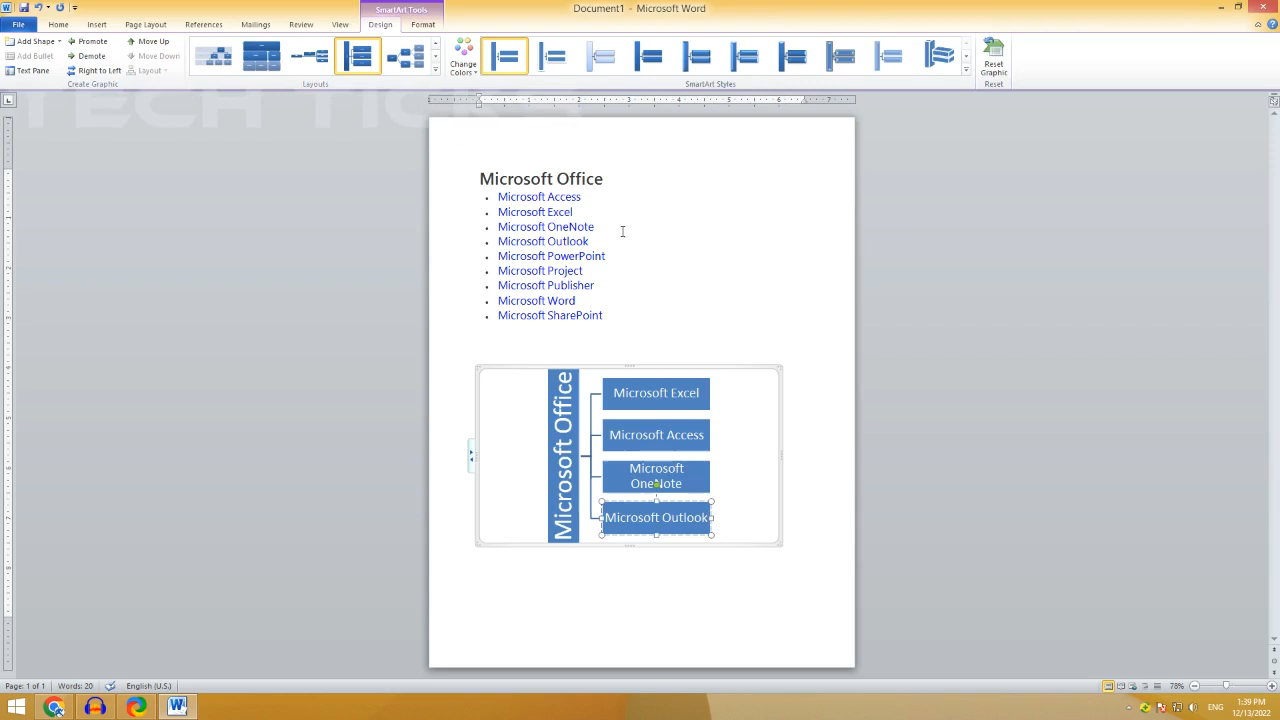 Document1 - Microsoft Word
SmartArt Tools
File Home Insert Page Layout References Mailings Review View Design Format
Add Shape Promote Move Up
Add Bullet Demote Move Down
Text Pane Right to Left Layout
Create Graphic
Layouts
Change
Colors
SmartArt Styles
Reset
Graphic
Reset
TECH
Microsoft Office
Microsoft Access
Microsoft Excel
Microsoft OneNote
Microsoft Outlook
Microsoft PowerPoint
Microsoft Project
Microsoft Publisher
Microsoft Word
Microsoft SharePoint
Microsoft Office
Microsoft Excel
Microsoft Access
Microsoft
OneNote
Microsoft Outlook
Page: 1 of 1 Words: 20 English (U.S.) 78%
ENG
1:39 PM
12/13/2022